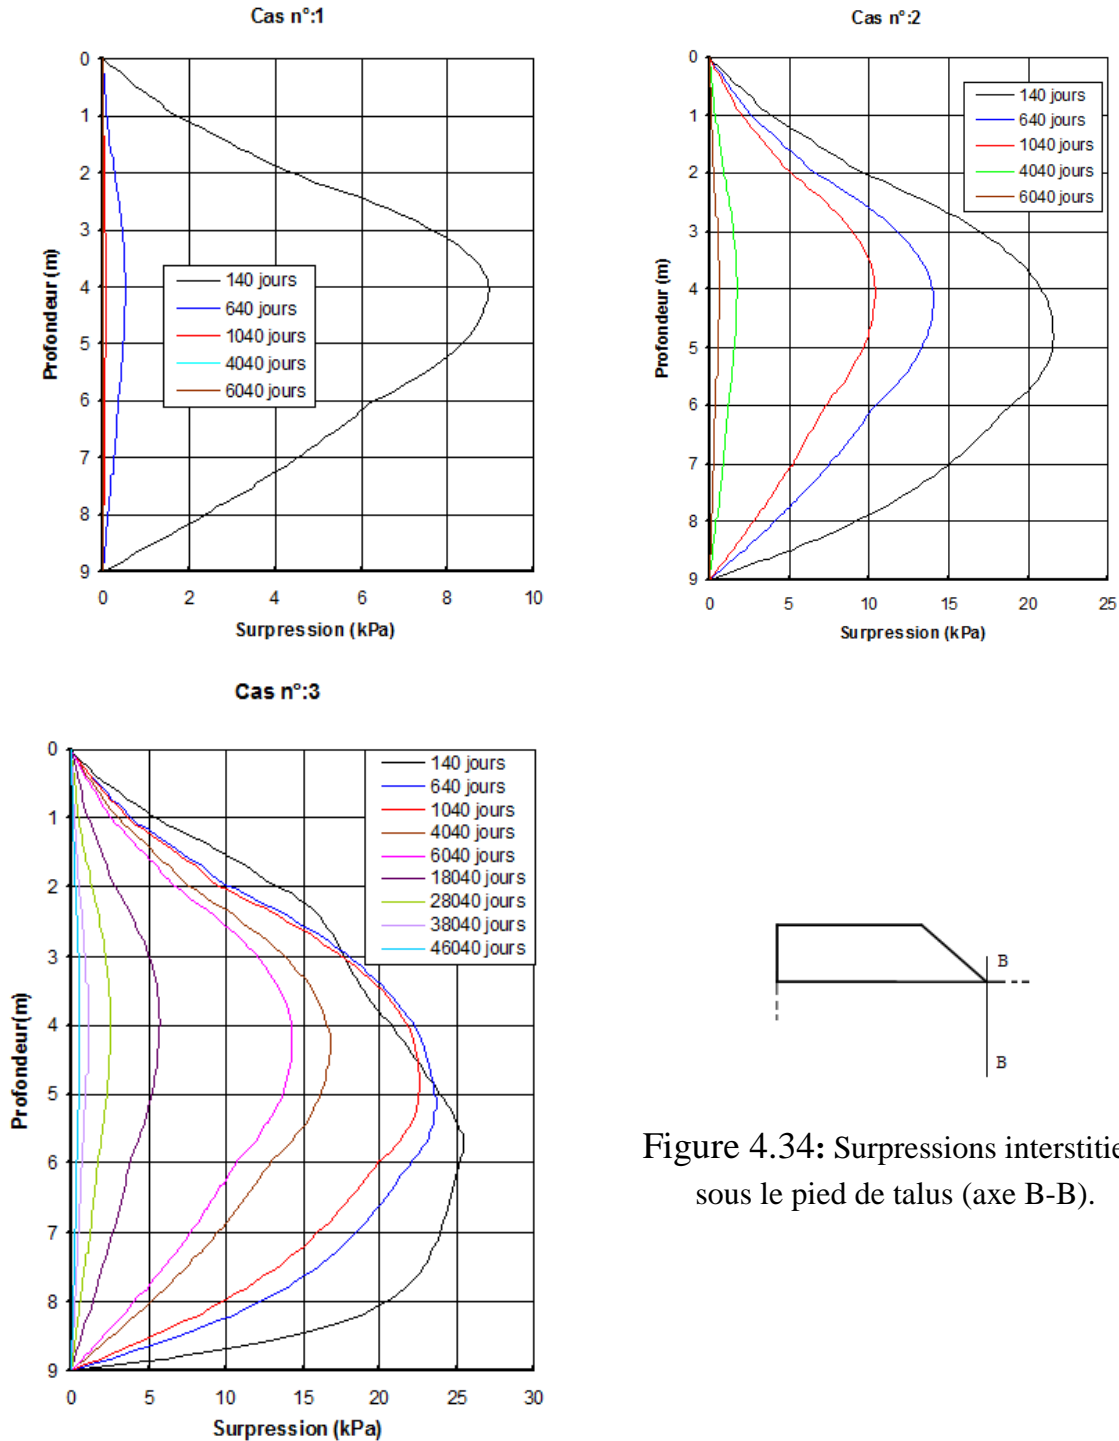 Cas n°:1
0
1
2
3
4
5
6
7
8
9
Profondeur (m)
140 jours
640 jours
1040 jours
4040 jours
6040 jours
0 2 4 6 8 10
Surpression (kPa)
Cas n°:2
0
1
2
3
4
5
6
7
8
9
Profondeur (m)
140 jours
640 jours
1040 jours
4040 jours
6040 jours
0 5 10 15 20 25
Surpression (kPa)
Cas n°:3
0
1
2
3
4
5
6
7
8
9
Profondeur(m)
140 jours
640 jours
1040 jours
4040 jours
6040 jours
18040 jours
28040 jours
38040 jours
46040 jours
0 5 10 15 20 25 30
Surpression (kPa)
B
B
Figure 4.34: Surpressions interstitie
sous le pied de talus (axe B-B).